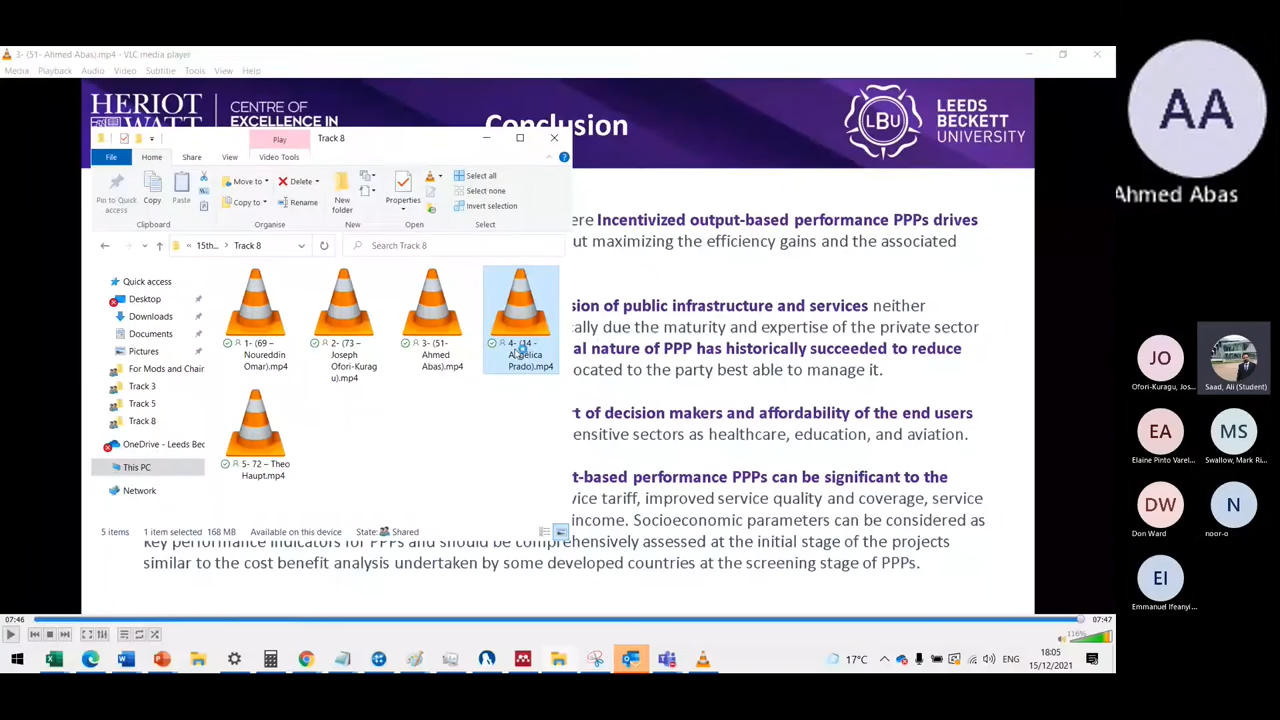 3- (51- Ahmed Abas).mp4 - VLC media player
Media Playback Audio Video Subtitle Tools View Help
HERIOT
WATT
CENTRE OF
EXCELLENCE IN
Conclusion
LBU
LEEDS
BECKETT
UNIVERSITY
AA
Ahmed Abas
Play
Track 8
File Home Share View Video Tools
Pin to Quick
access
Copy
Paste
Clipboard
Move to
Copy to
Delete
Rename
Organise
New
folder
New
Properties
Open
Select all
Select none
Invert selection
Select
15th... Track 8
Search Track 8
Quick access
Desktop
Downloads
Documents
Pictures
For Mods and Chair
Track 3
Track 5
Track 8
OneDrive - Leeds Bec
This PC
Network
1- (69 –
Noureddin
Omar).mp4
2- (73 –
Joseph
Ofori-Kurag
u).mp4
3- (51-
Ahmed
Abas).mp4
4- (14 -
Angelica
Prado).mp4
5- 72 – Theo
Haupt.mp4
5 items 1 item selected 168 MB Available on this device State: Shared
ere Incentivized output-based performance PPPs drives
ut maximizing the efficiency gains and the associated
sion of public infrastructure and services neither
cally due the maturity and expertise of the private sector
al nature of PPP has historically succeeded to reduce
located to the party best able to manage it.
rt of decision makers and affordability of the end users
ensitive sectors as healthcare, education, and aviation.
t-based performance PPPs can be significant to the
vice tariff, improved service quality and coverage, service
income. Socioeconomic parameters can be considered as
key performance indicators for PPPs and should be comprehensively assessed at the initial stage of the projects
similar to the cost benefit analysis undertaken by some developed countries at the screening stage of PPPs.
JO
Ofori-Kuragu, Jos...
Saad, Ali (Student)
EA
Elaine Pinto Varel...
MS
Swallow, Mark Ri...
DW
Don Ward
N
noor-o
EI
Emmanuel Ifeanyi...
07:46
07:47
116%
17°C
ENG
18:05
15/12/2021